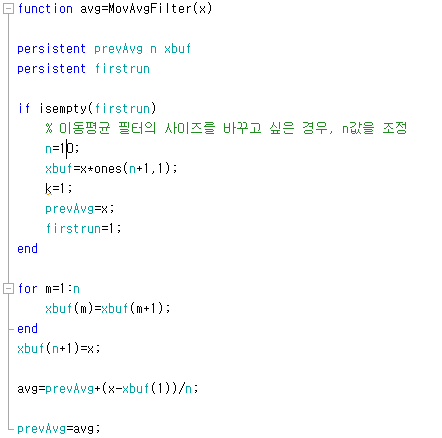 function avg=MovAvgFilter(x)
persistent prevAvg n xbuf
persistent firstrun
if isempty(firstrun)
% 이동평균 필터의 사이즈를 바꾸고 싶은 경우, n값을 조정
n=10;
xbuf=x*ones(n+1,1);
k=1;
prevAvg=x;
firstrun=1;
end
for m=1:n
xbuf(m)=xbuf(m+1);
end
xbuf(n+1)=x;
avg=prevAvg+(x-xbuf(1))/n;
prevAvg=avg;